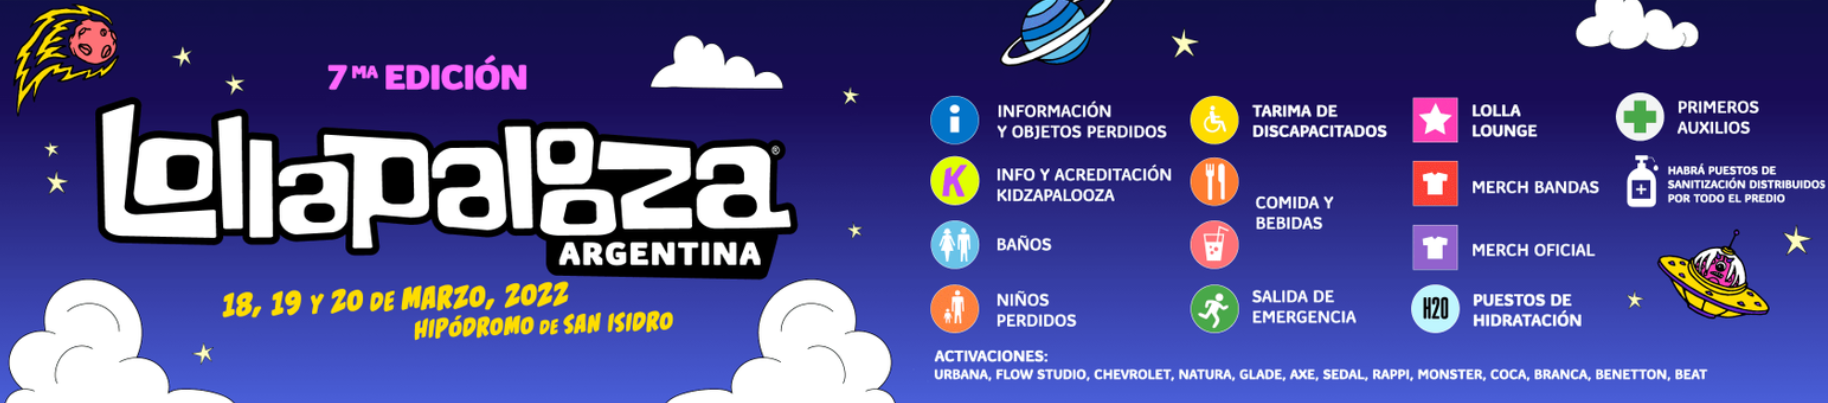 7MA EDICIÓN
Lollapalooza®
ARGENTINA
18, 19 Y 20 DE MARZO, 2022
HIPÓDROMO DE SAN ISIDRO
i
INFORMACIÓN
Y OBJETOS PERDIDOS
K
INFO Y ACREDITACIÓN
KIDZAPALOOZA
BAÑOS
NIÑOS
PERDIDOS
TARIMA DE
DISCAPACITADOS
COMIDA Y
BEBIDAS
SALIDA DE
EMERGENCIA
LOLLA
LOUNGE
MERCH BANDAS
MERCH OFICIAL
H2O
PUESTOS DE
HIDRATACIÓN
PRIMEROS
AUXILIOS
HABRÁ PUESTOS DE
SANITIZACIÓN DISTRIBUIDOS
POR TODO EL PREDIO
ACTIVACIONES:
URBANA, FLOW STUDIO, CHEVROLET, NATURA, GLADE, AXE, SEDAL, RAPPI, MONSTER, COCA, BRANCA, BENETTON, BEAT